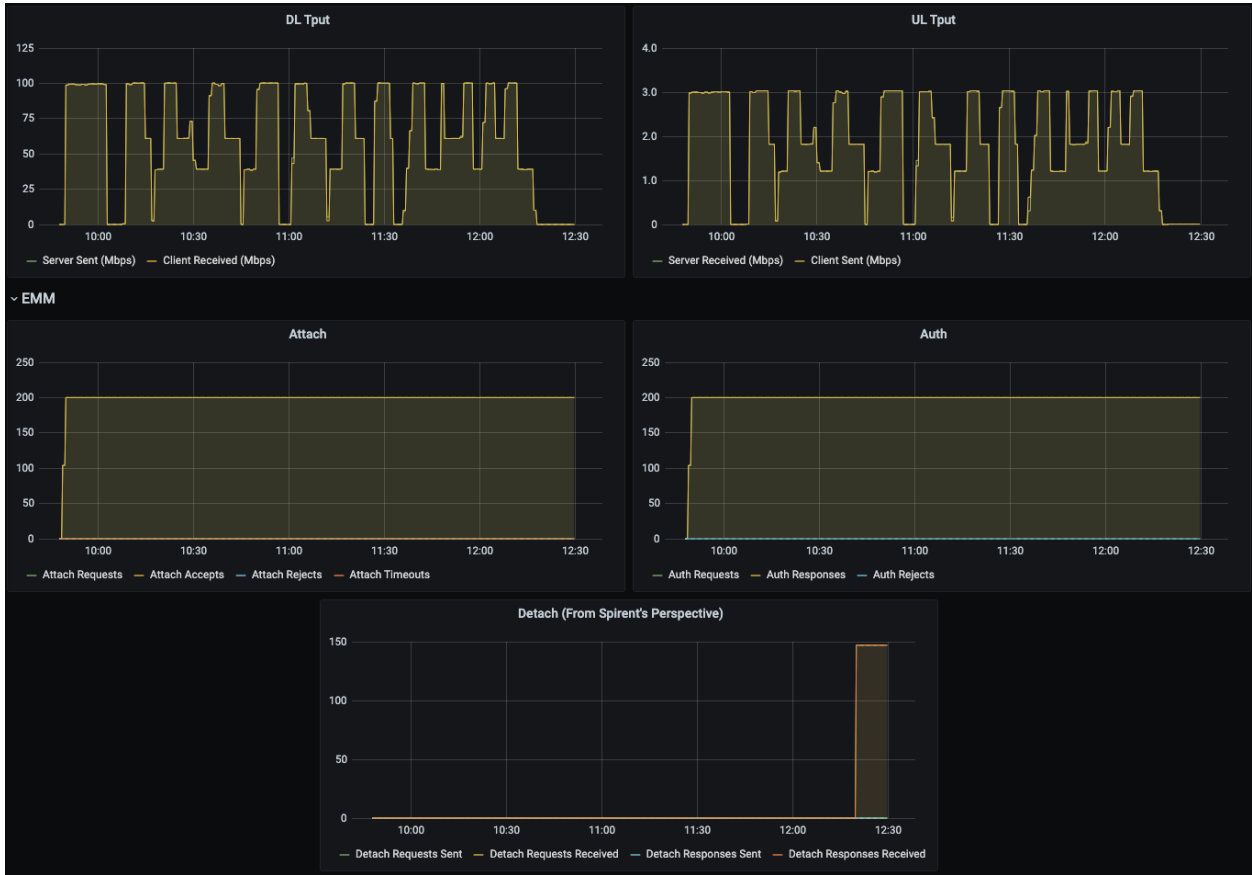 DL Tput
125
100
75
50
25
0
10:00 10:30 11:00 11:30 12:00 12:30
Server Sent (Mbps) Client Received (Mbps)
UL Tput
4.0
3.0
2.0
1.0
0
10:00 10:30 11:00 11:30 12:00 12:30
Server Received (Mbps) Client Sent (Mbps)
EMM
Attach
250
200
150
100
50
0
10:00 10:30 11:00 11:30 12:00 12:30
Attach Requests Attach Accepts Attach Rejects Attach Timeouts
Auth
250
200
150
100
50
0
10:00 10:30 11:00 11:30 12:00 12:30
Auth Requests Auth Responses Auth Rejects
Detach (From Spirent's Perspective)
150
100
50
0
10:00 10:30 11:00 11:30 12:00 12:30
Detach Requests Sent Detach Requests Received Detach Responses Sent Detach Responses Received